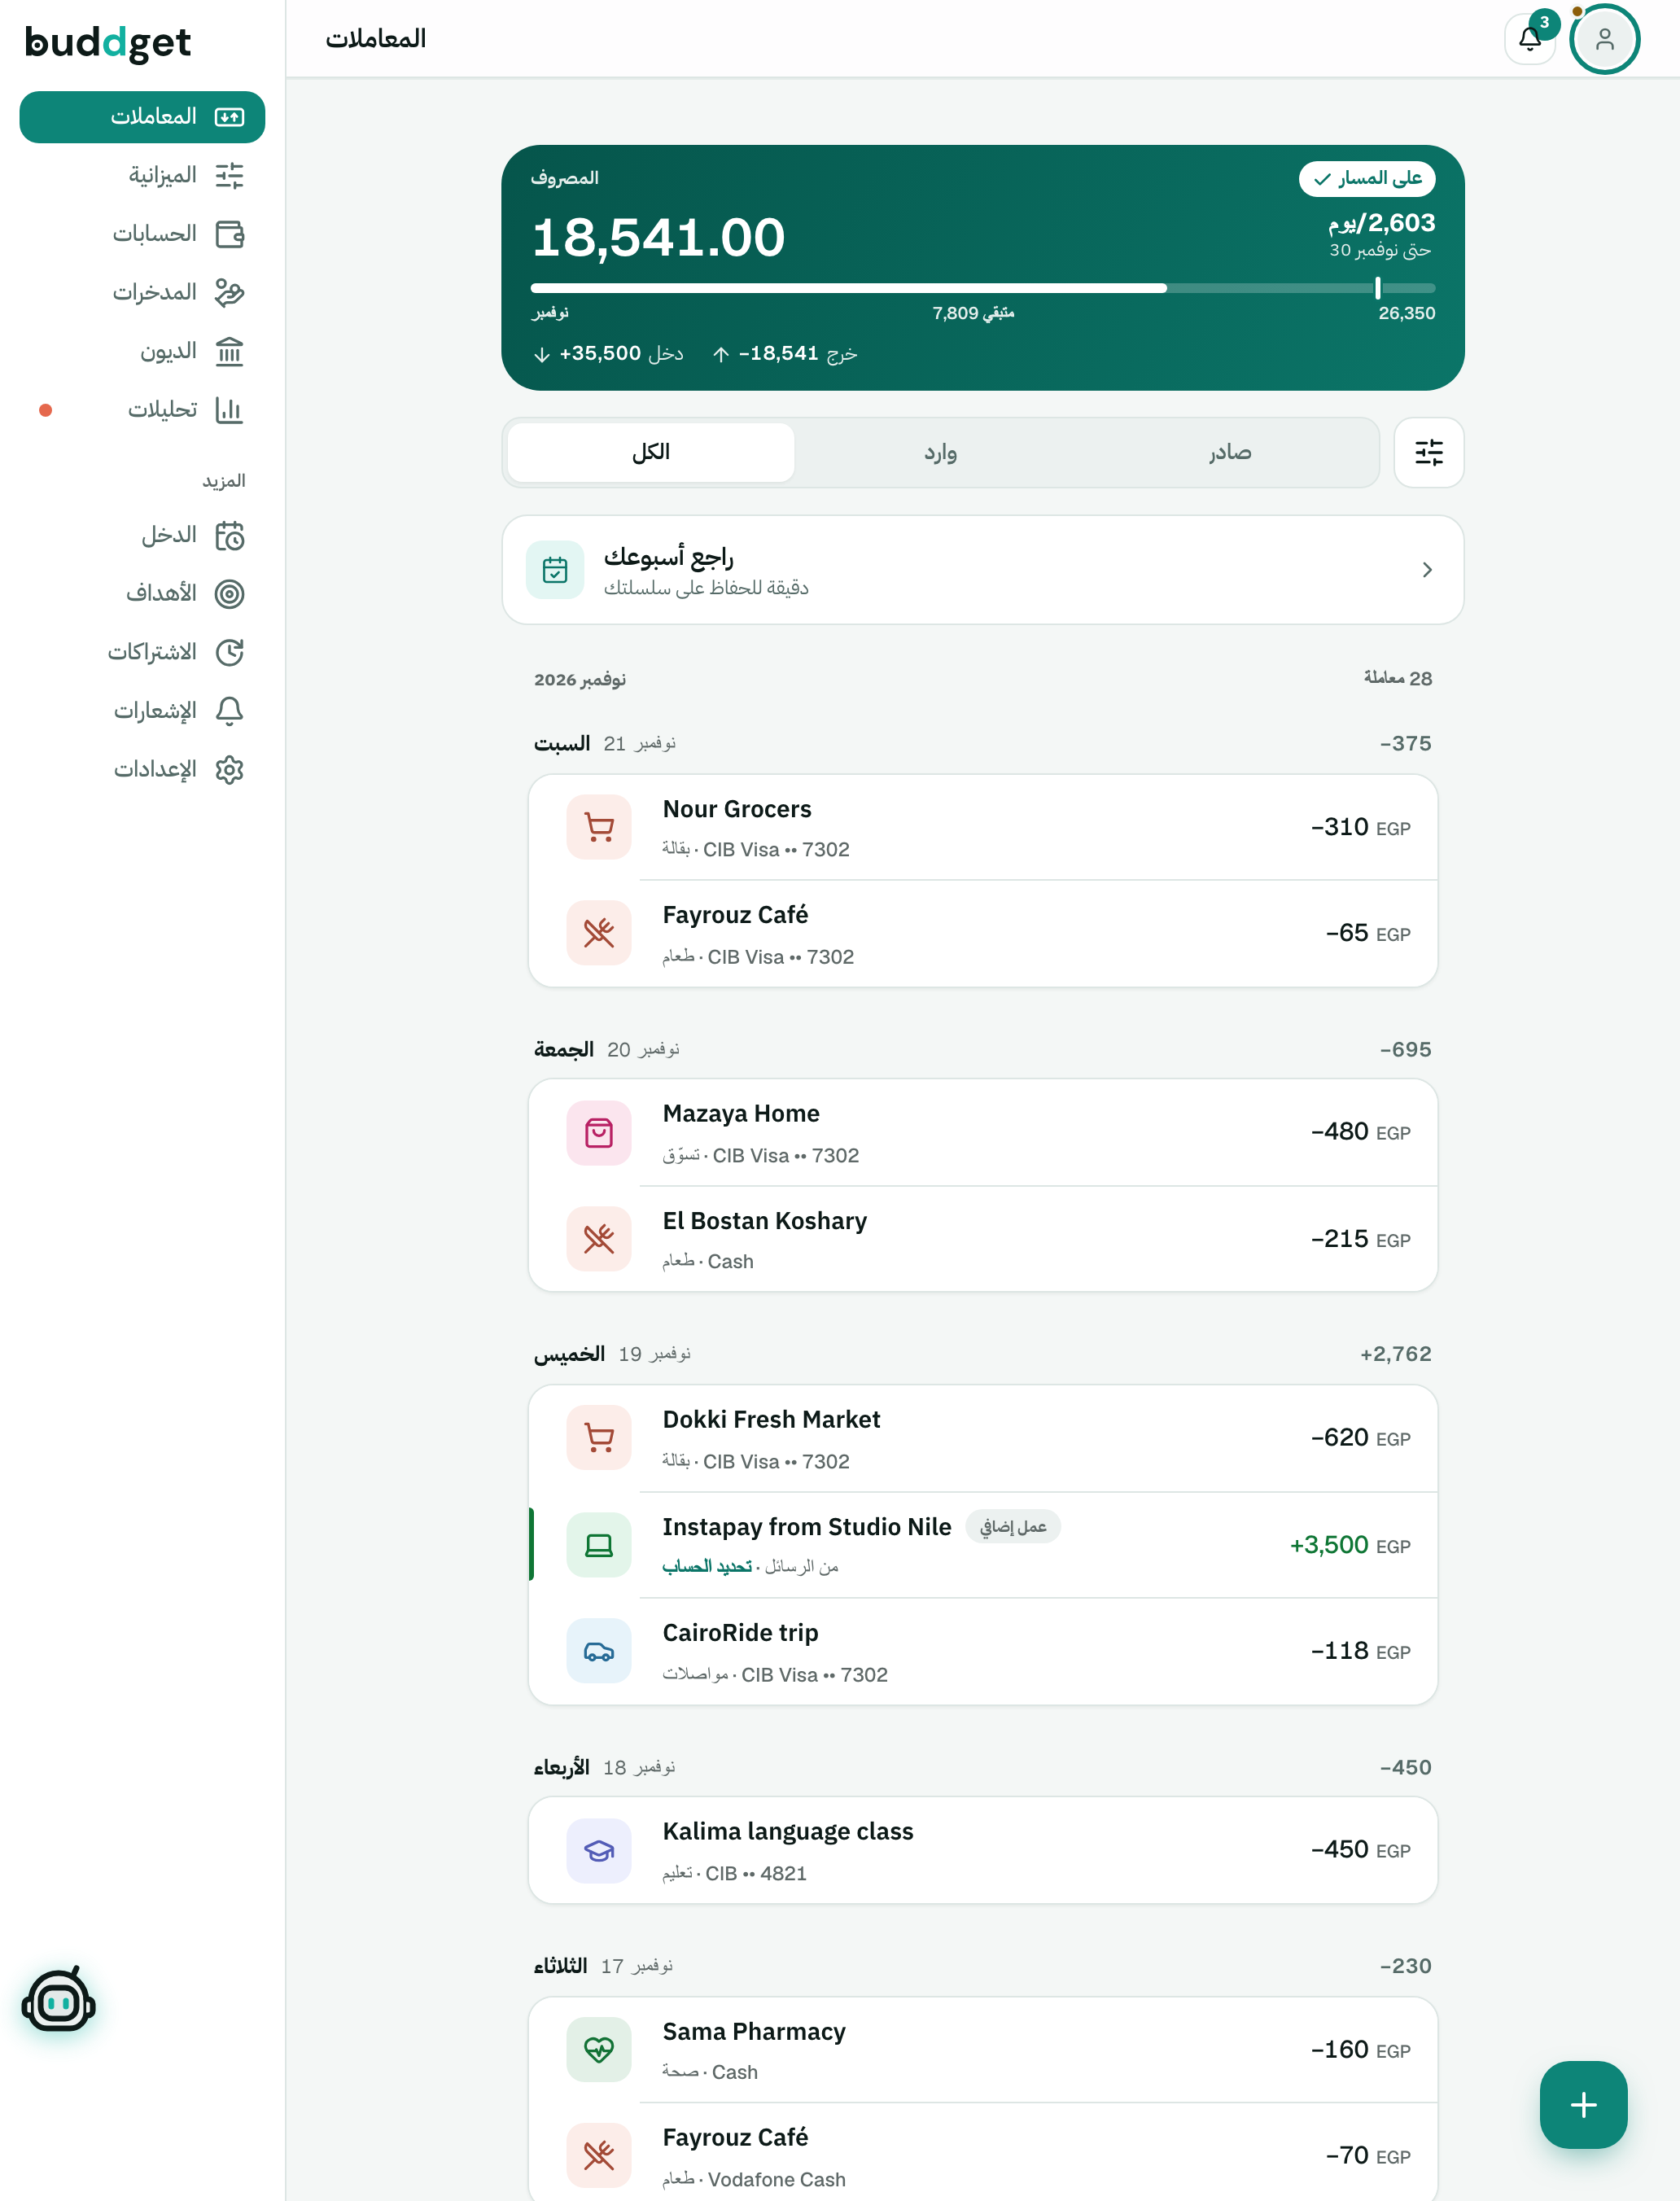 buddget
المعاملات
الميزانية
الحسابات
المدخرات
الديون
تحليلات
المزيد
الدخل
الأهداف
الاشتراكات
الإشعارات
الإعدادات
المعاملات
3
المصروف
على المسار
18,541.00
2,603/يوم
حتى نوفمبر 30
نوفمبر
متبقي 7,809
26,350
+35,500 دخل
−18,541 خرج
الكل
وارد
صادر
راجع أسبوعك
دقيقة للحفاظ على سلسلتك
نوفمبر 2026
28 معاملة
السبت 21 نوفمبر
−375
Nour Grocers
−310 EGP
بقالة · CIB Visa •• 7302
Fayrouz Café
−65 EGP
طعام · CIB Visa •• 7302
الجمعة 20 نوفمبر
−695
Mazaya Home
−480 EGP
تسوّق · CIB Visa •• 7302
El Bostan Koshary
−215 EGP
طعام · Cash
الخميس 19 نوفمبر
+2,762
Dokki Fresh Market
−620 EGP
بقالة · CIB Visa •• 7302
Instapay from Studio Nile عمل إضافي
+3,500 EGP
من الرسائل · تحديد الحساب
CairoRide trip
−118 EGP
مواصلات · CIB Visa •• 7302
الأربعاء 18 نوفمبر
−450
Kalima language class
−450 EGP
تعليم · CIB •• 4821
الثلاثاء 17 نوفمبر
−230
Sama Pharmacy
−160 EGP
صحة · Cash
Fayrouz Café
−70 EGP
طعام · Vodafone Cash